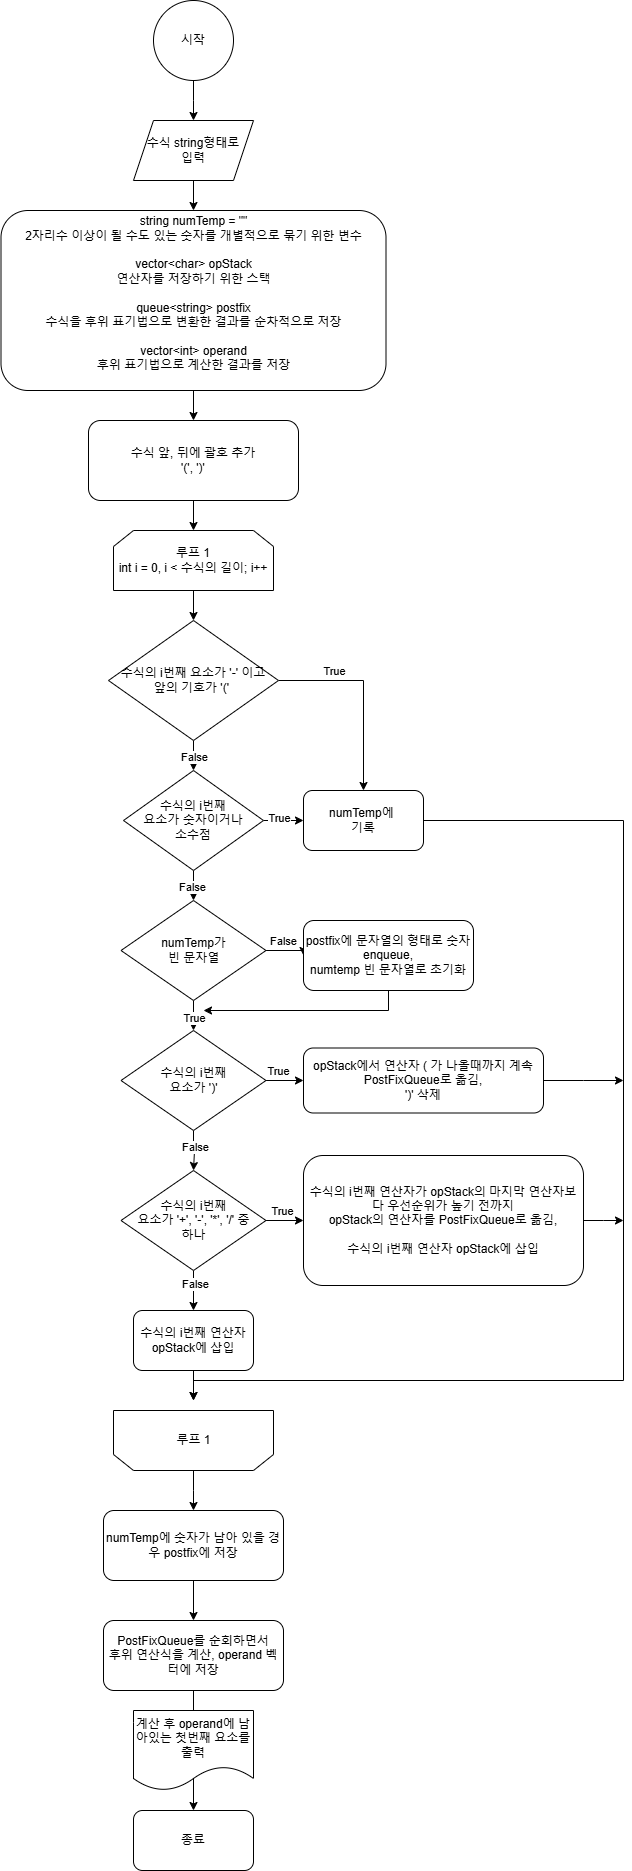 시작
수식 string형태로
입력
string numTemp = ""
2자리수 이상이 될 수도 있는 숫자를 개별적으로 묶기 위한 변수
vector<char> opStack
연산자를 저장하기 위한 스택
queue<string> postfix
수식을 후위 표기법으로 변환한 결과를 순차적으로 저장
vector<int> operand
후위 표기법으로 계산한 결과를 저장
수식 앞, 뒤에 괄호 추가
'(', ')'
루프 1
int i = 0, i < 수식의 길이; i++
수식의 i번째 요소가 '-' 이고
앞의 기호가 '('
True
False
수식의 i번째
요소가 숫자이거나
소수점
True
numTemp에
기록
False
numTemp가
빈 문자열
False
postfix에 문자열의 형태로 숫자
enqueue,
numtemp 빈 문자열로 초기화
True
수식의 i번째
요소가 ')'
True
opStack에서 연산자 ( 가 나올때까지 계속
PostFixQueue로 옮김,
')' 삭제
False
수식의 i번째
요소가 '+', '-', '*', '/' 중
하나
True
수식의 i번째 연산자가 opStack의 마지막 연산자보
다 우선순위가 높기 전까지
opStack의 연산자를 PostFixQueue로 옮김,
수식의 i번째 연산자 opStack에 삽입
False
수식의 i번째 연산자
opStack에 삽입
루프 1
numTemp에 숫자가 남아 있을 경
우 postfix에 저장
PostFixQueue를 순회하면서
후위 연산식을 계산, operand 벡
터에 저장
계산 후 operand에 남
아있는 첫번째 요소를
출력
종료